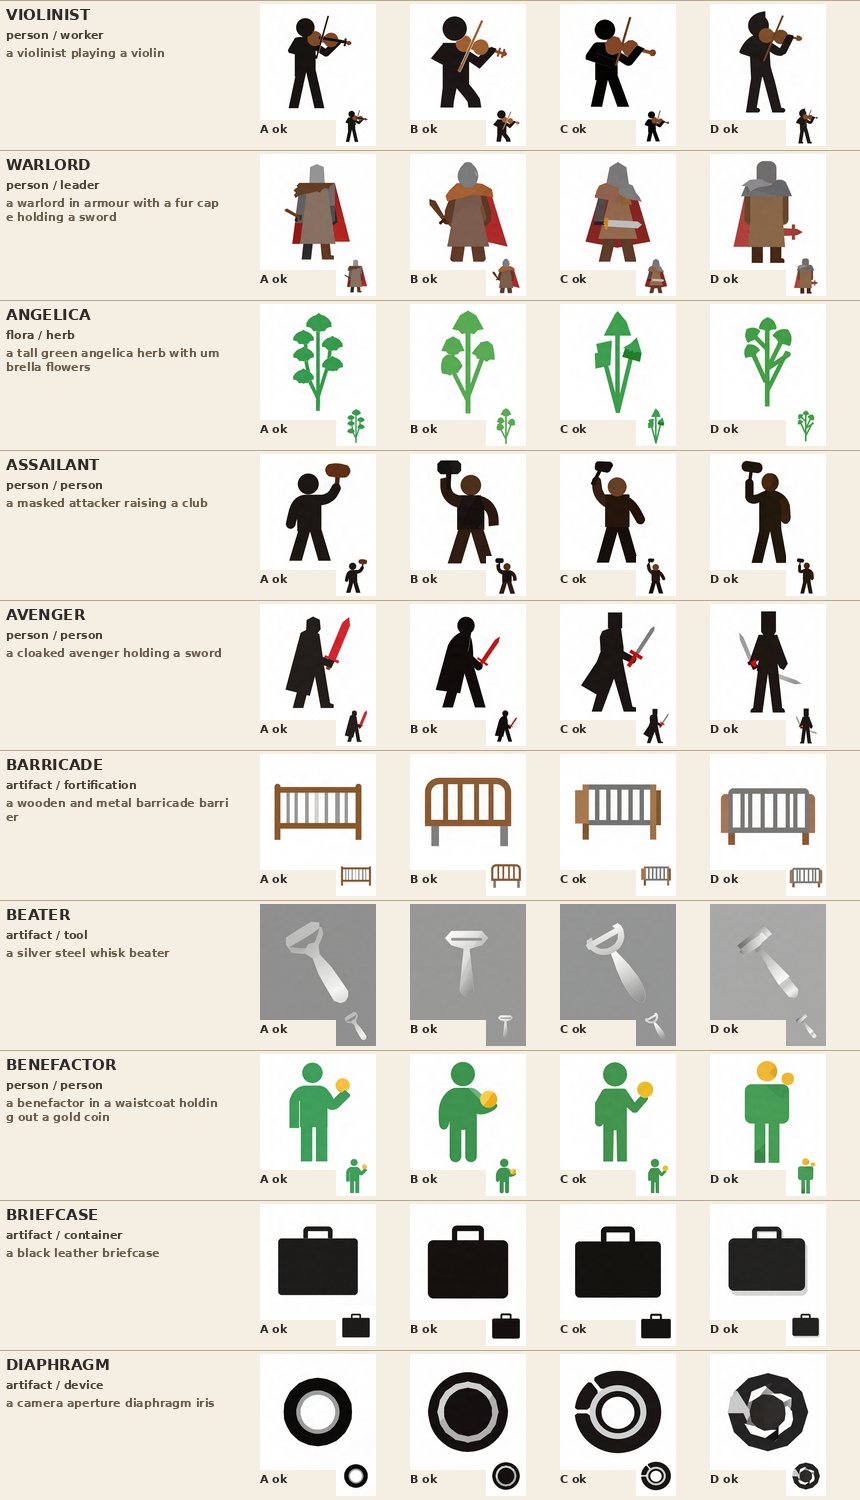 VIOLINIST
person / worker
a violinist playing a violin
A ok
B ok
C ok
D ok
WARLORD
person / leader
a warlord in armour with a fur cap
e holding a sword
A ok
B ok
C ok
D ok
ANGELICA
flora / herb
a tall green angelica herb with um
brella flowers
A ok
B ok
C ok
D ok
ASSAILANT
person / person
a masked attacker raising a club
A ok
B ok
C ok
D ok
AVENGER
person / person
a cloaked avenger holding a sword
A ok
B ok
C ok
D ok
BARRICADE
artifact / fortification
a wooden and metal barricade barri
er
A ok
B ok
C ok
D ok
BEATER
artifact / tool
a silver steel whisk beater
A ok
B ok
C ok
D ok
BENEFACTOR
person / person
a benefactor in a waistcoat holdin
g out a gold coin
A ok
B ok
C ok
D ok
BRIEFCASE
artifact / container
a black leather briefcase
A ok
B ok
C ok
D ok
DIAPHRAGM
artifact / device
a camera aperture diaphragm iris
A ok
B ok
C ok
D ok